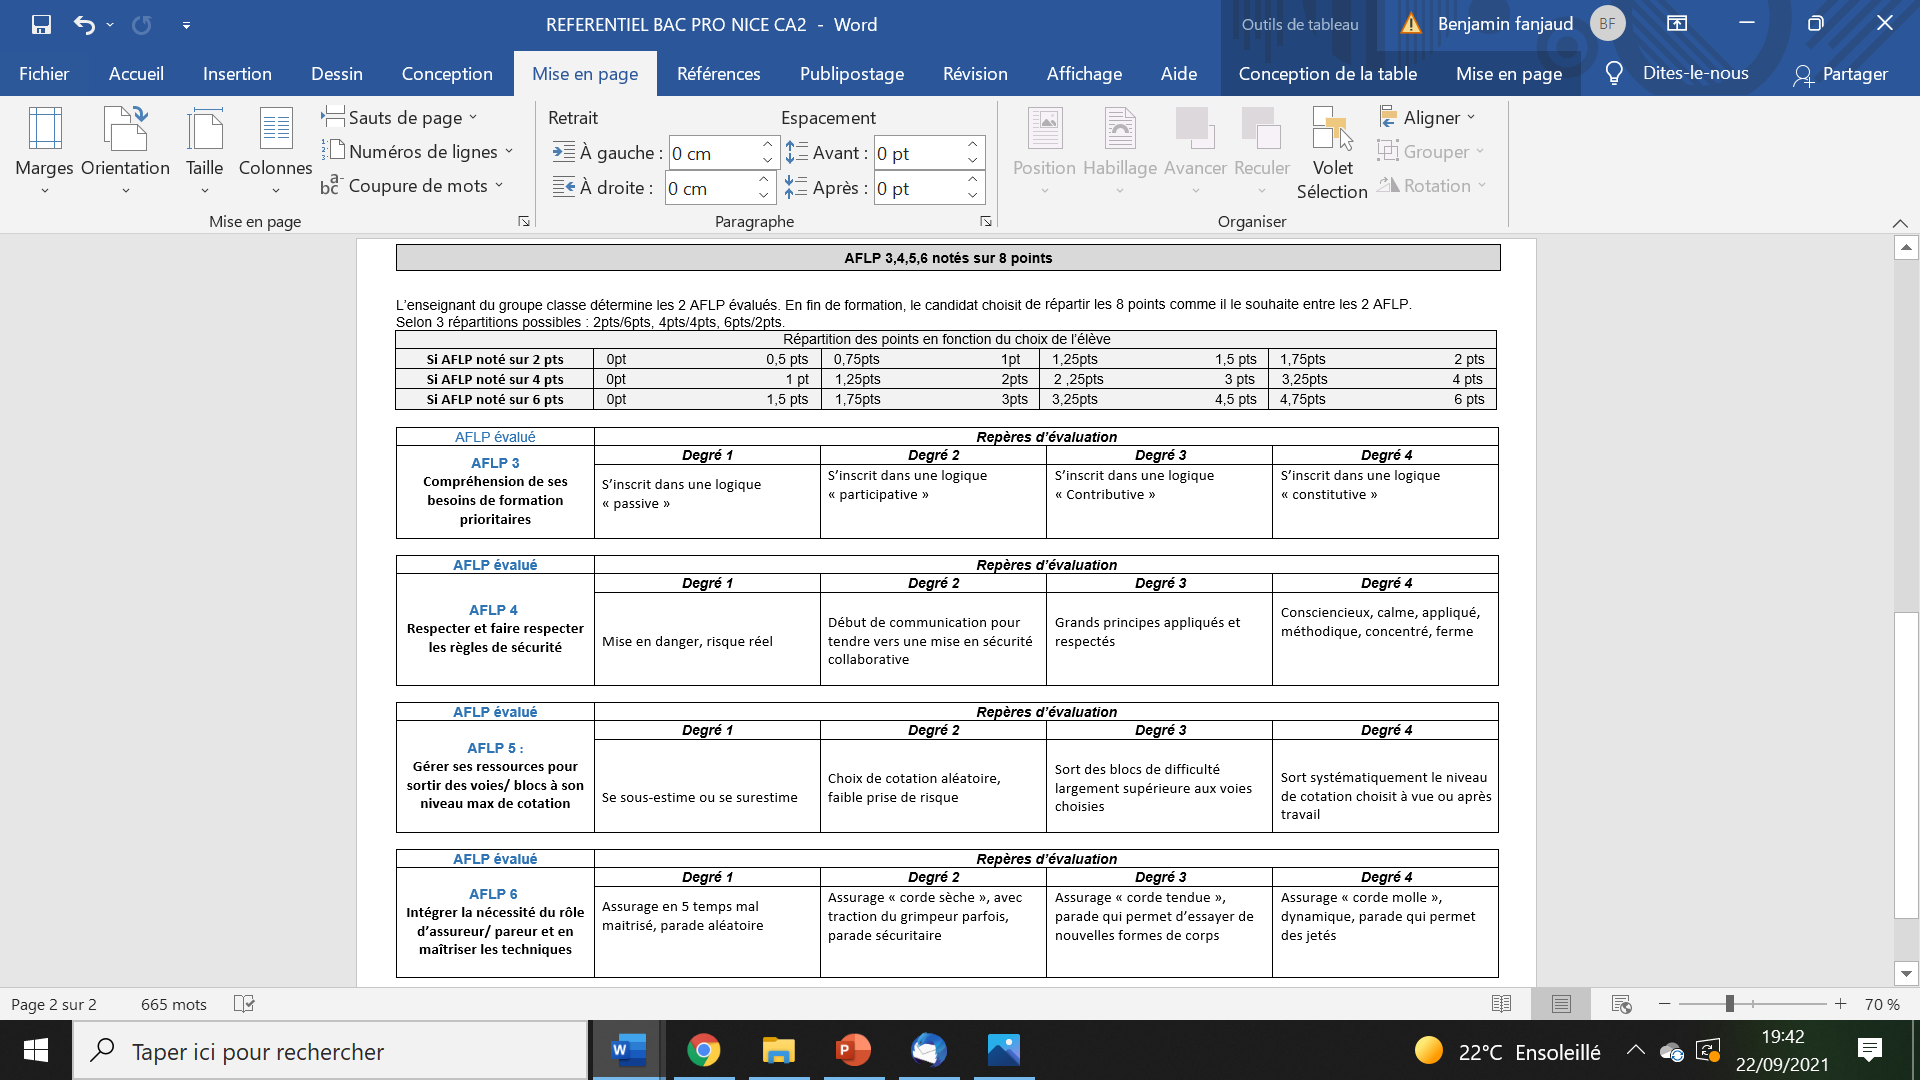 REFERENTIEL BAC PRO NICE CA2 - Word
Outils de tableau
Benjamin fanjaud
BF
Fichier
Accueil
Insertion
Dessin
Conception
Mise en page
Références
Publipostage
Révision
Affichage
Aide
Conception de la table
Mise en page
Dites-le-nous
Partager
Marges
Orientation
Taille
Colonnes
Sauts de page
Numéros de lignes
Coupure de mots
Mise en page
Retrait
Espacement
À gauche : 0 cm
Avant : 0 pt
À droite : 0 cm
Après : 0 pt
Paragraphe
Position
Habillage
Avancer
Reculer
Volet
Sélection
Aligner
Grouper
Rotation
Organiser
AFLP 3,4,5,6 notés sur 8 points
L’enseignant du groupe classe détermine les 2 AFLP évalués. En fin de formation, le candidat choisit de répartir les 8 points comme il le souhaite entre les 2 AFLP.
Selon 3 répartitions possibles : 2pts/6pts, 4pts/4pts, 6pts/2pts.
Répartition des points en fonction du choix de l’élève
Si AFLP noté sur 2 pts 0pt 0,5 pts 0,75pts 1pt 1,25pts 1,5 pts 1,75pts 2 pts
Si AFLP noté sur 4 pts 0pt 1 pt 1,25pts 2pts 2 ,25pts 3 pts 3,25pts 4 pts
Si AFLP noté sur 6 pts 0pt 1,5 pts 1,75pts 3pts 3,25pts 4,5 pts 4,75pts 6 pts
AFLP évalué
Repères d’évaluation
Degré 1 Degré 2 Degré 3 Degré 4
AFLP 3
Compréhension de ses
besoins de formation
prioritaires
S’inscrit dans une logique
« passive »
S’inscrit dans une logique
« participative »
S’inscrit dans une logique
« Contributive »
S’inscrit dans une logique
« constitutive »
AFLP évalué
Repères d’évaluation
Degré 1 Degré 2 Degré 3 Degré 4
AFLP 4
Respecter et faire respecter
les règles de sécurité
Mise en danger, risque réel
Début de communication pour
tendre vers une mise en sécurité
collaborative
Grands principes appliqués et
respectés
Consciencieux, calme, appliqué,
méthodique, concentré, ferme
AFLP évalué
Repères d’évaluation
Degré 1 Degré 2 Degré 3 Degré 4
AFLP 5 :
Gérer ses ressources pour
sortir des voies/ blocs à son
niveau max de cotation
Se sous-estime ou se surestime
Choix de cotation aléatoire,
faible prise de risque
Sort des blocs de difficulté
largement supérieure aux voies
choisies
Sort systématiquement le niveau
de cotation choisit à vue ou après
travail
AFLP évalué
Repères d’évaluation
Degré 1 Degré 2 Degré 3 Degré 4
AFLP 6
Intégrer la nécessité du rôle
d’assureur/ pareur et en
maîtriser les techniques
Assurage en 5 temps mal
maitrisé, parade aléatoire
Assurage « corde sèche », avec
traction du grimpeur parfois,
parade sécuritaire
Assurage « corde tendue »,
parade qui permet d’essayer de
nouvelles formes de corps
Assurage « corde molle »,
dynamique, parade qui permet
des jetés
Page 2 sur 2
665 mots
70 %
Taper ici pour rechercher
22°C Ensoleillé
19:42
22/09/2021